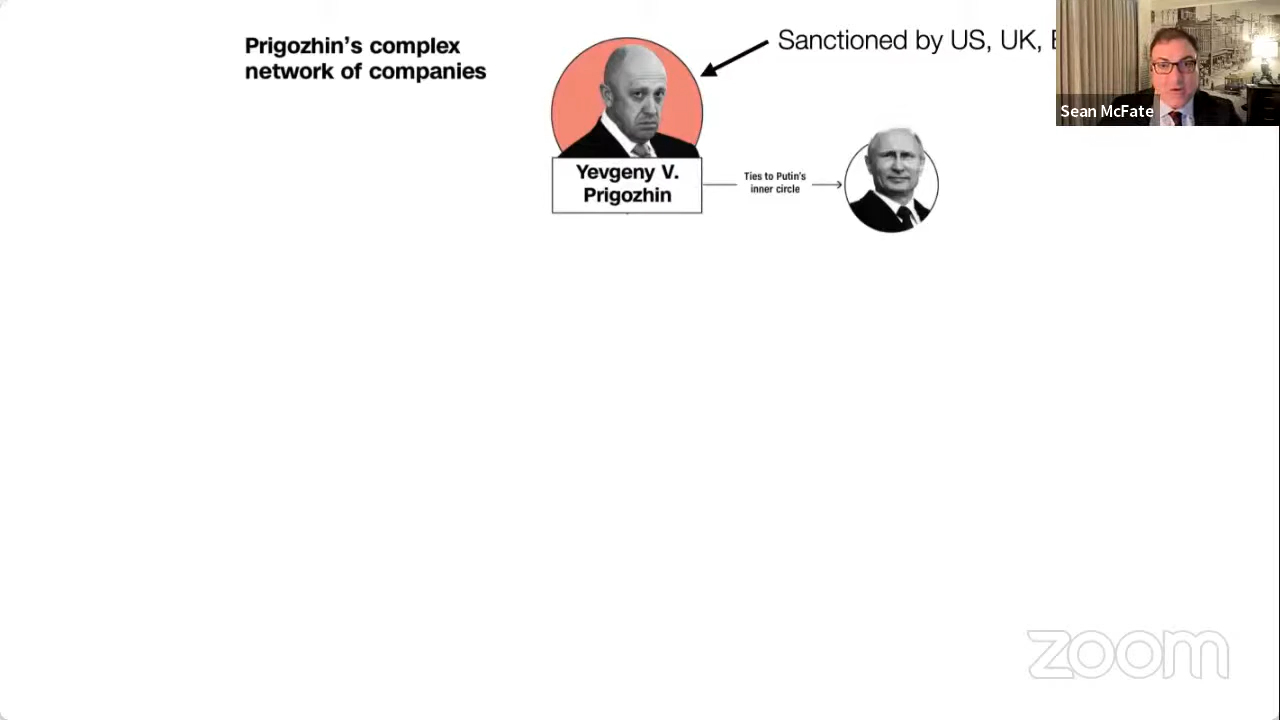 Prigozhin's complex
network of companies
Sanctioned by US, UK,
Sean McFate
Yevgeny V.
Prigozhin
Ties to Putin's
inner circle
zoom